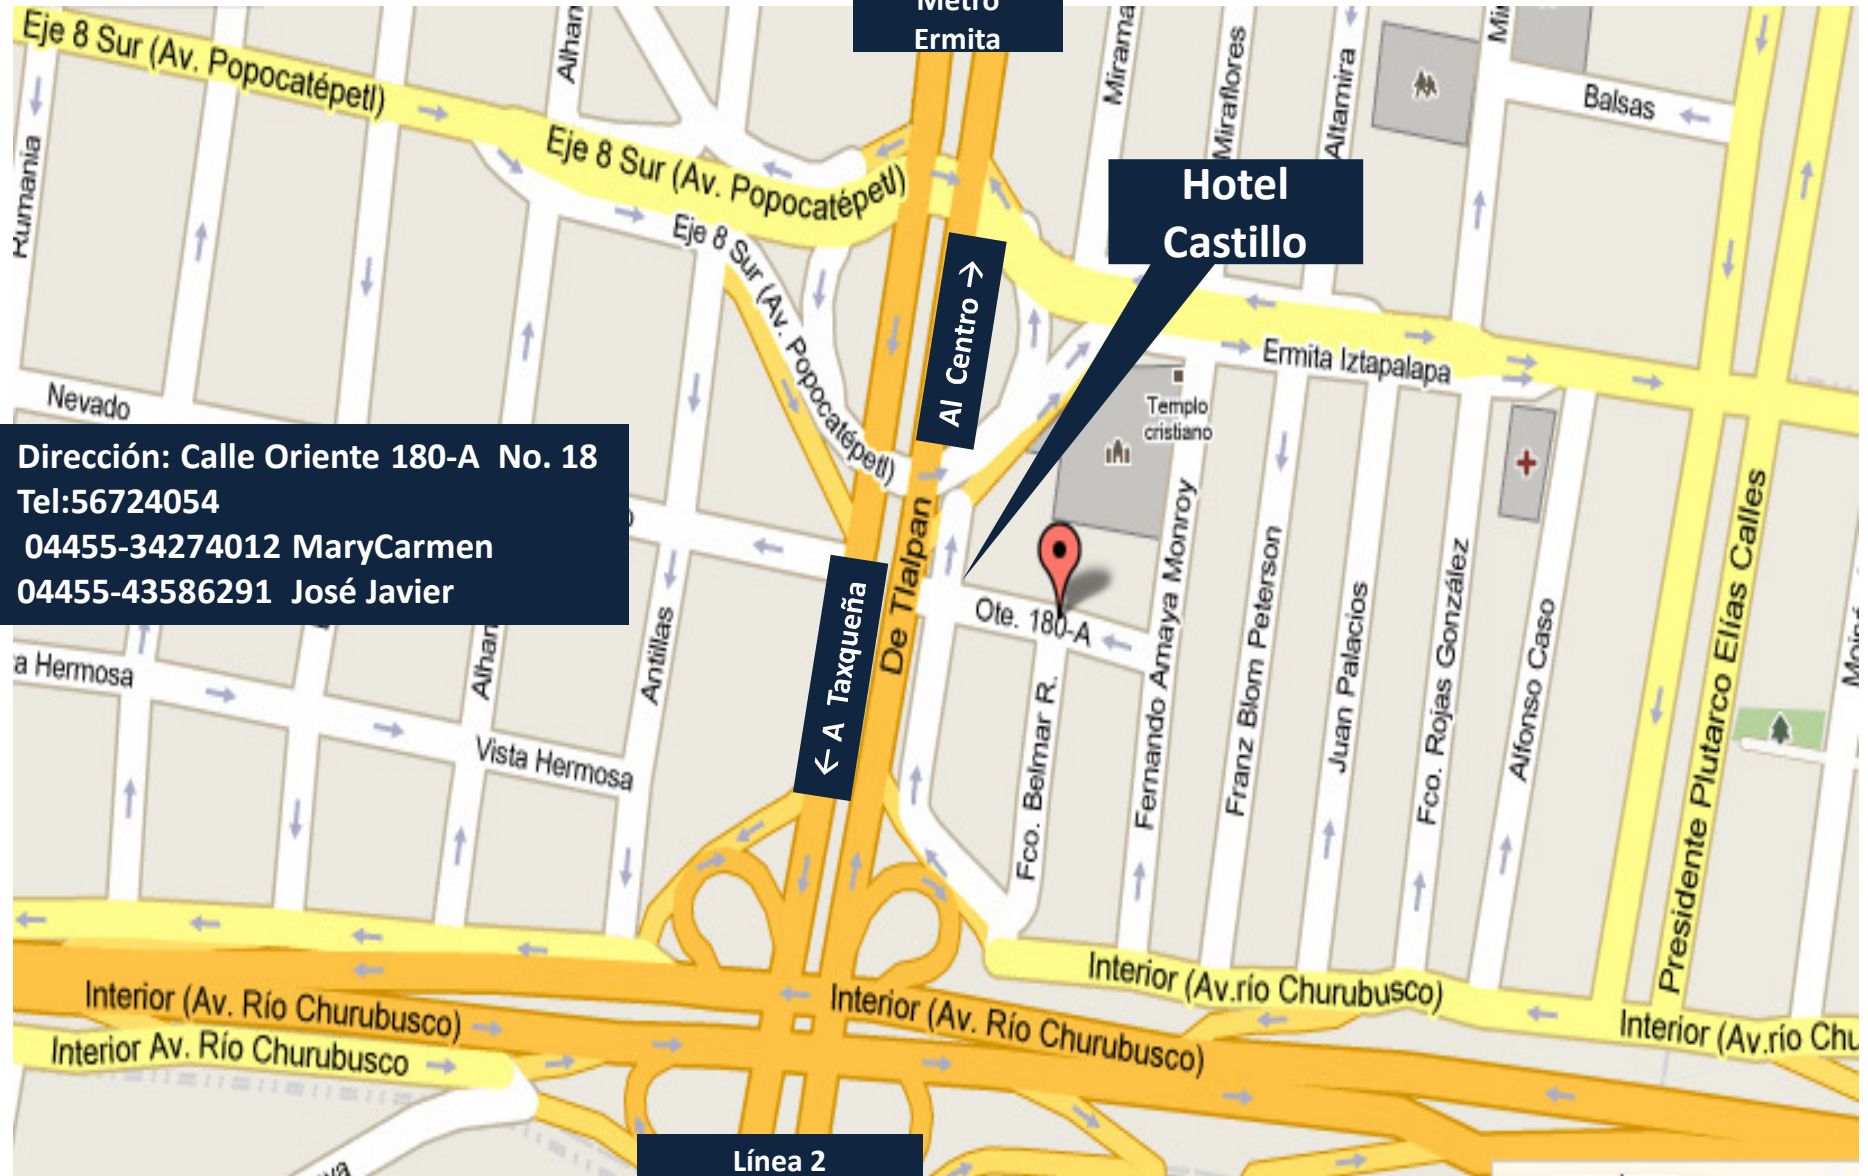 Metro
Ermita
Eje 8 Sur (Av. Popocatépetl)
Alhan
Mirama
Miraflores
Altamira
Balsas
Rumania
Eje 8 Sur (Av. Popocatépetl)
Hotel
Castillo
Eje 8 Sur (Av. Popocatépetl)
Al Centro →
Ermita Iztapalapa
Nevado
Templo
cristiano
Dirección: Calle Oriente 180-A No. 18
Tel:56724054
04455-34274012 MaryCarmen
04455-43586291 José Javier
De Tlalpan
← A Taxqueña
Ote. 180-A
Fernando Amaya Monroy
Franz Blom Peterson
Juan Palacios
Fco. Rojas González
Alfonso Caso
Presidente Plutarco Elías Calles
Fco. Belmar R.
a Hermosa
Alhan
Antillas
Vista Hermosa
Interior (Av. Río Churubusco)
Interior (Av. Río Churubusco)
Interior (Av.río Churubusco)
Interior (Av.río Chu
Interior Av. Río Churubusco
Línea 2